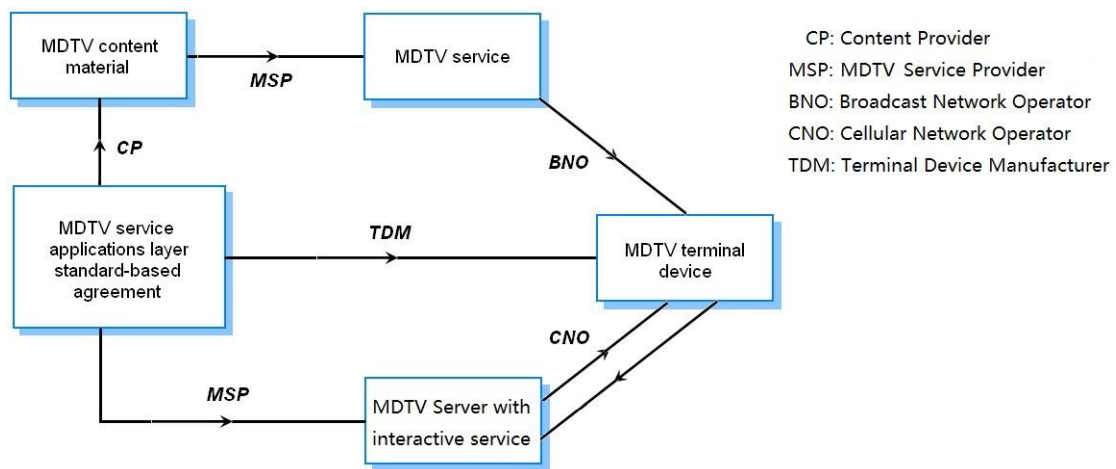 MDTV content
material
MSP
MDTV service
CP: Content Provider
MSP: MDTV Service Provider
BNO: Broadcast Network Operator
CNO: Cellular Network Operator
TDM: Terminal Device Manufacturer
CP
BNO
MDTV service
applications layer
standard-based
agreement
TDM
MDTV terminal
device
CNO
MSP
MDTV Server with
interactive service